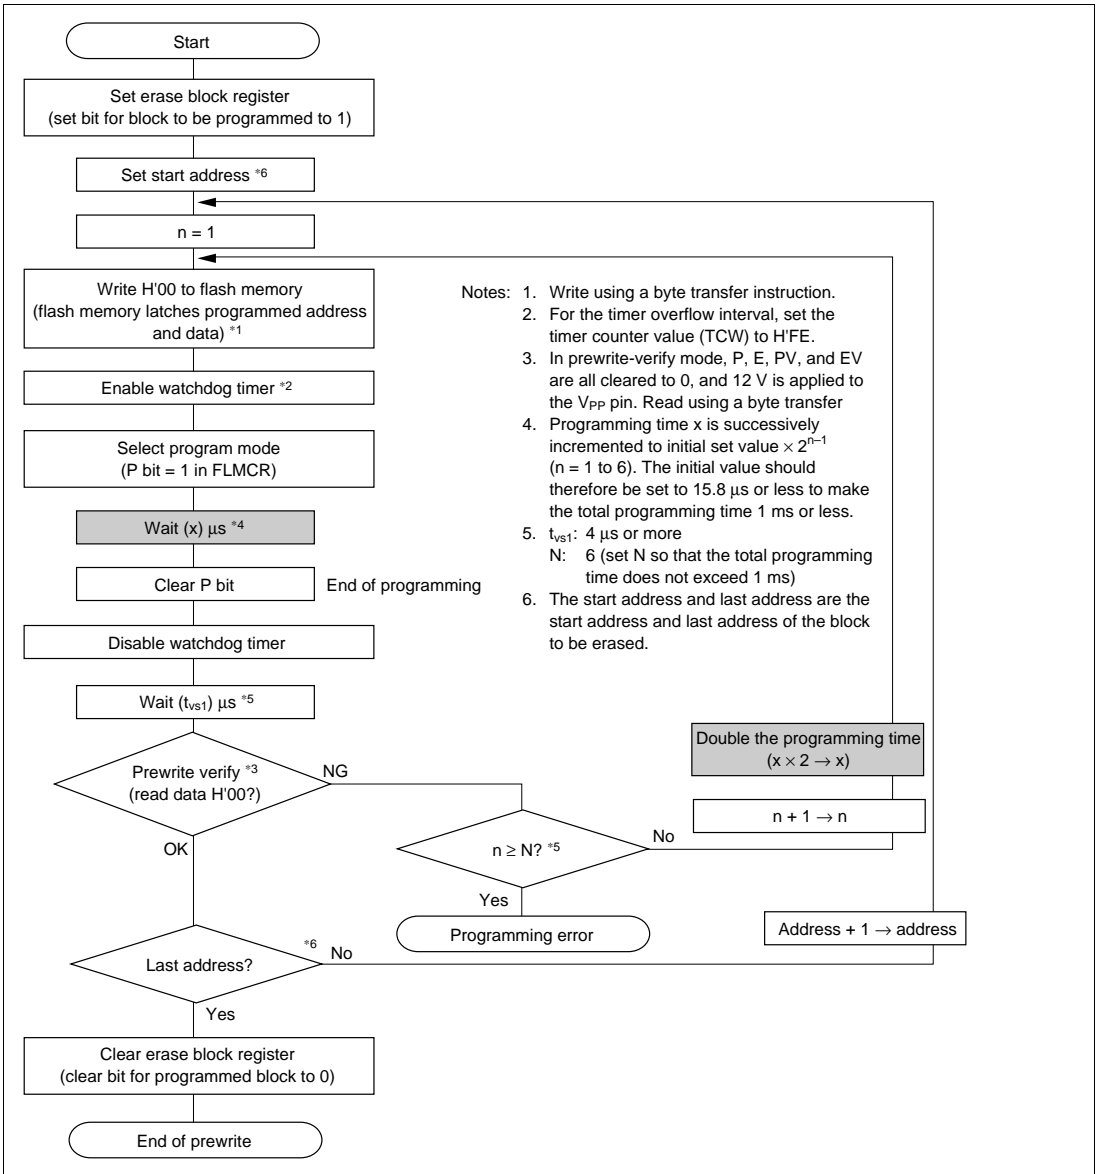 Start
Set erase block register
(set bit for block to be programmed to 1)
Set start address *6
n = 1
Write H'00 to flash memory
(flash memory latches programmed address
and data) *1
Enable watchdog timer *2
Select program mode
(P bit = 1 in FLMCR)
Wait (x) μs *4
Clear P bit
End of programming
Disable watchdog timer
Wait (tvs1) μs *5
Prewrite verify *3
(read data H'00?)
NG
OK
n ≥ N? *5
No
Yes
Programming error
Double the programming time
(x × 2 → x)
n + 1 → n
Address + 1 → address
*6
Last address?
No
Yes
Clear erase block register
(clear bit for programmed block to 0)
End of prewrite
Notes: 1. Write using a byte transfer instruction.
2. For the timer overflow interval, set the
timer counter value (TCW) to H'FE.
3. In prewrite-verify mode, P, E, PV, and EV
are all cleared to 0, and 12 V is applied to
the VPP pin. Read using a byte transfer
4. Programming time x is successively
incremented to initial set value × 2^n–1
(n = 1 to 6). The initial value should
therefore be set to 15.8 μs or less to make
the total programming time 1 ms or less.
5. tvs1: 4 μs or more
N: 6 (set N so that the total programming
time does not exceed 1 ms)
6. The start address and last address are the
start address and last address of the block
to be erased.